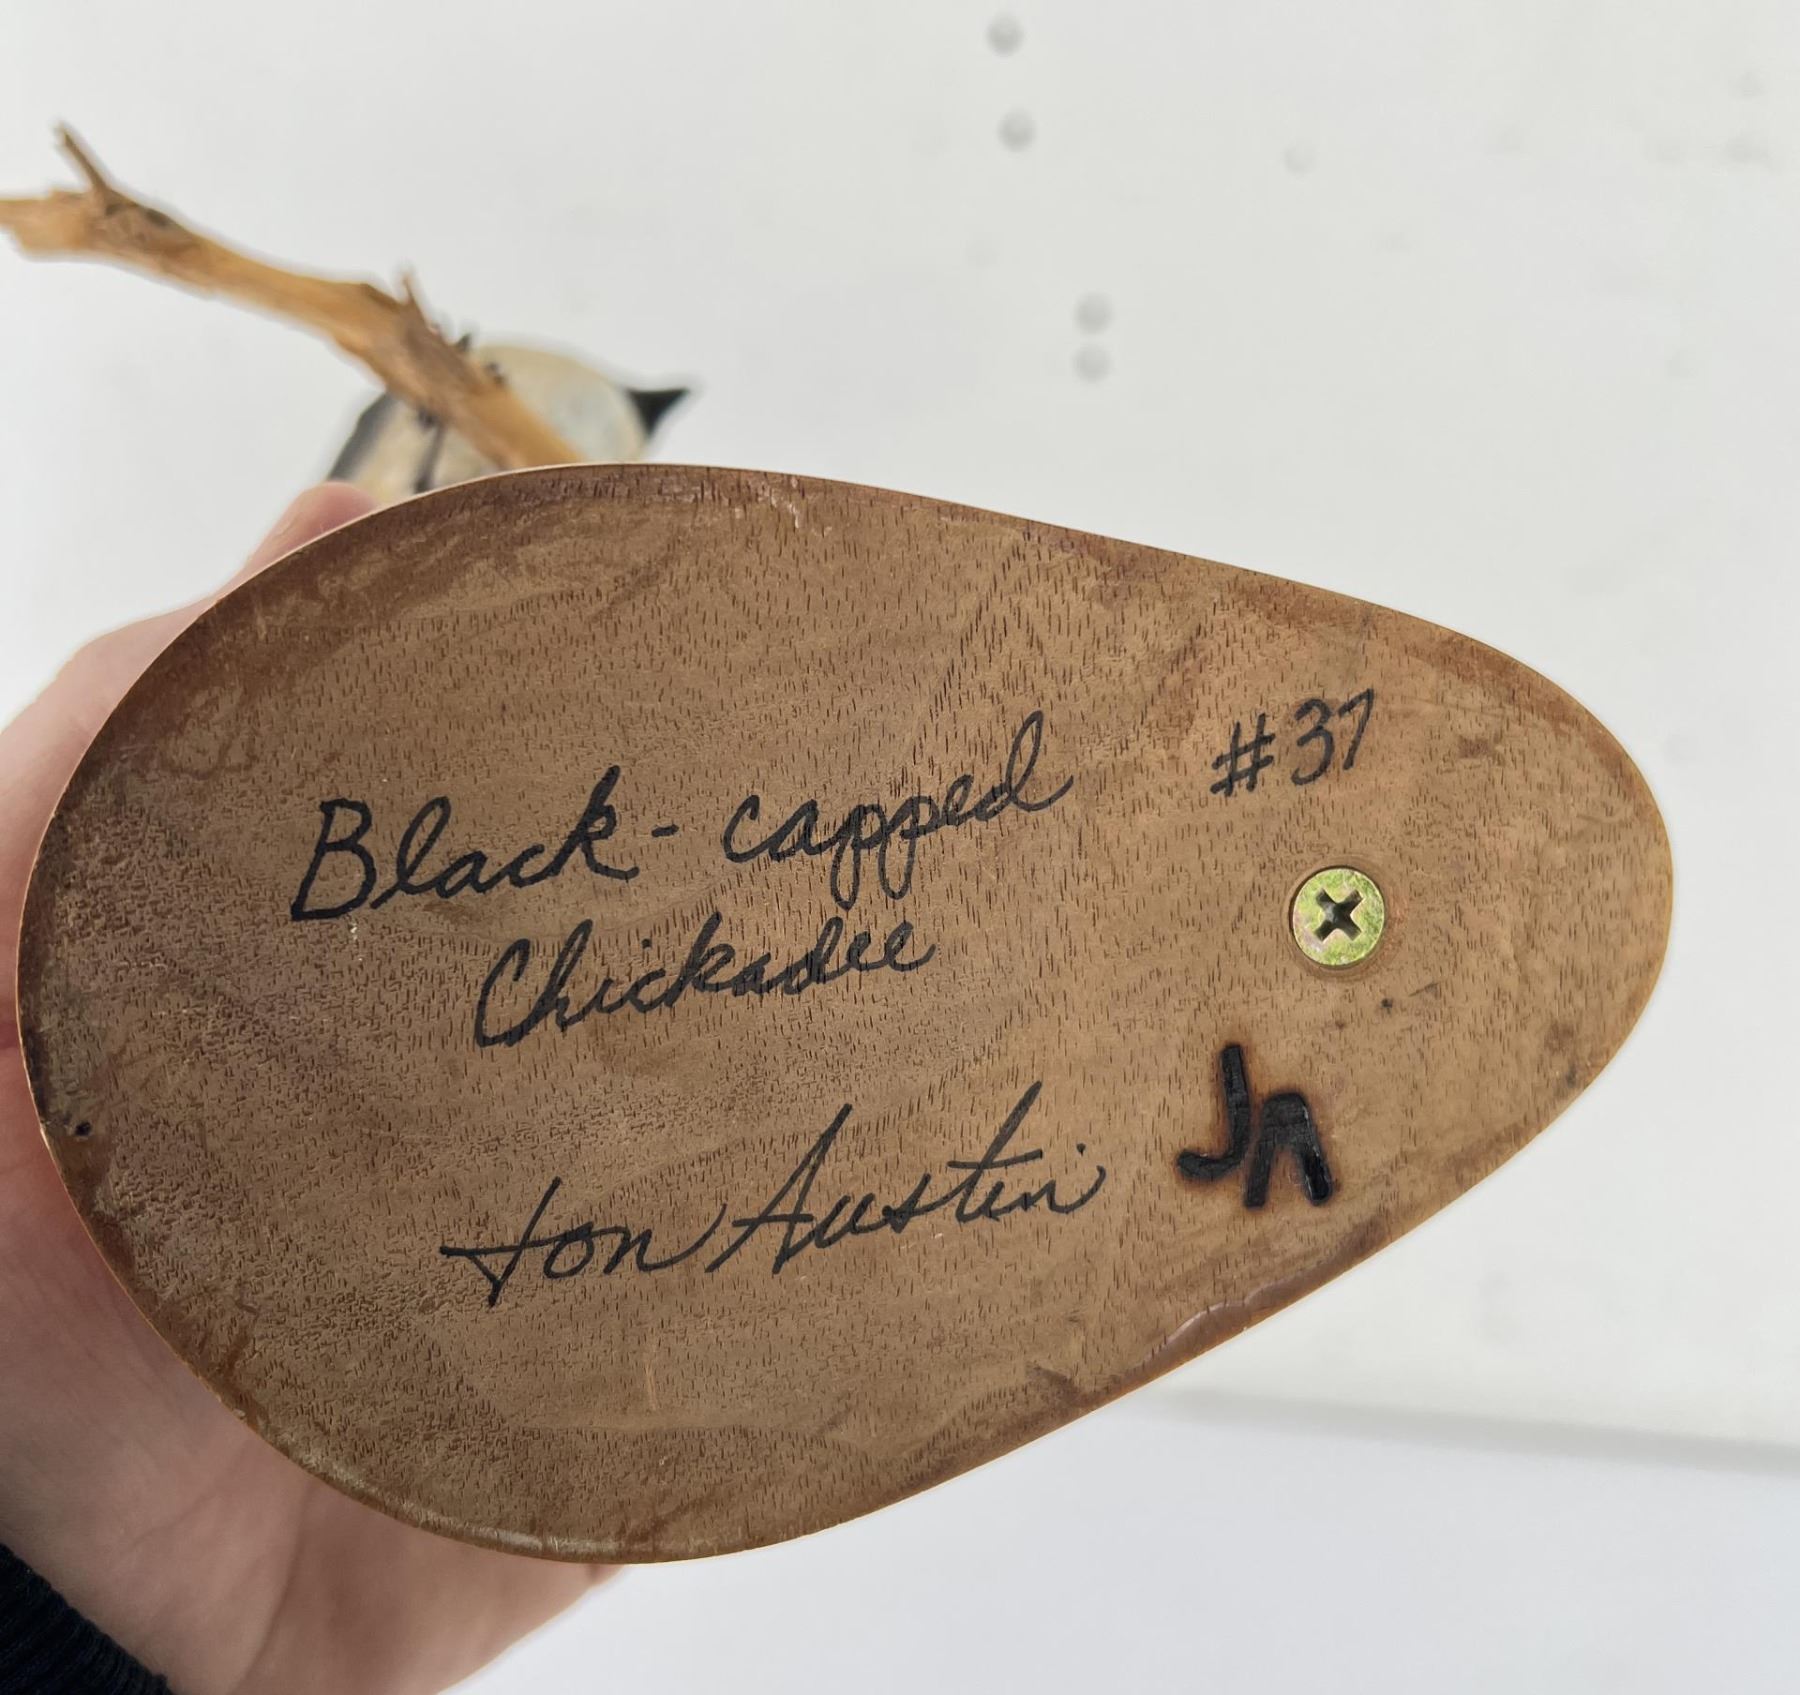 Black-capped #37
Chickadee
Jon Austin
JA